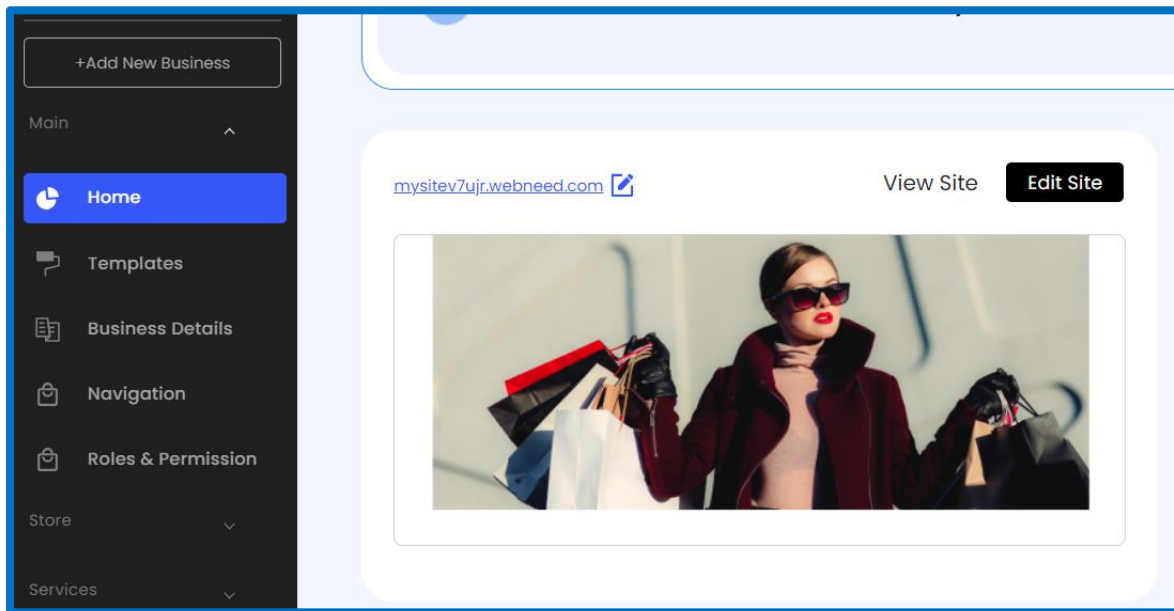 +Add New Business
Main
Home
Templates
Business Details
Navigation
Roles & Permission
Store
Services
mysitev7ujr.webneed.com
View Site
Edit Site